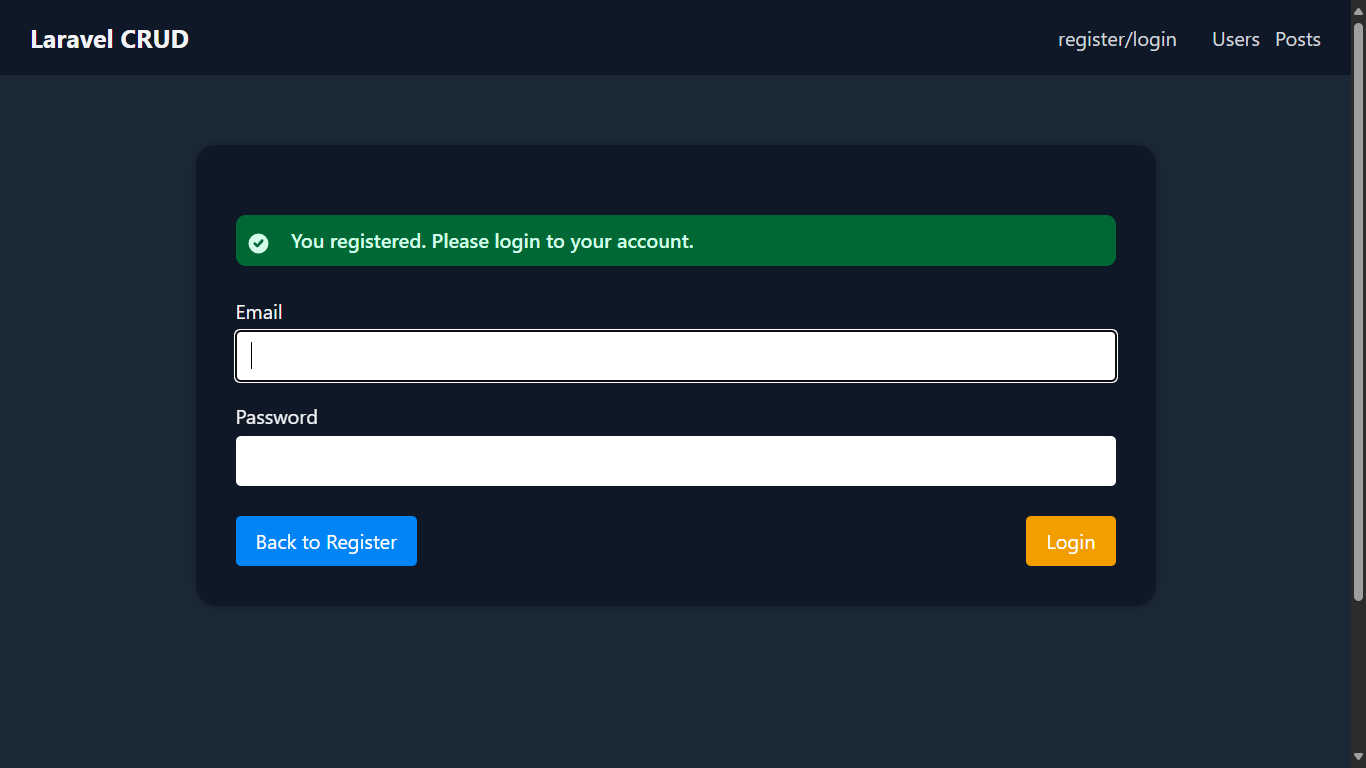 Laravel CRUD
register/login Users Posts
You registered. Please login to your account.
Email
Password
Back to Register
Login